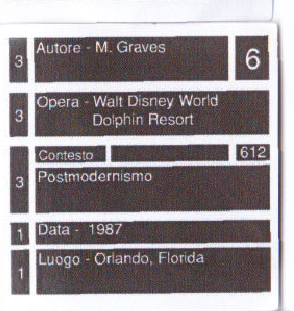 3 Autore - M. Graves 6
3 Opera - Walt Disney World
Dolphin Resort
Contesto 612
3 Postmodernismo
1 Data - 1987
1 Luogo - Orlando, Florida